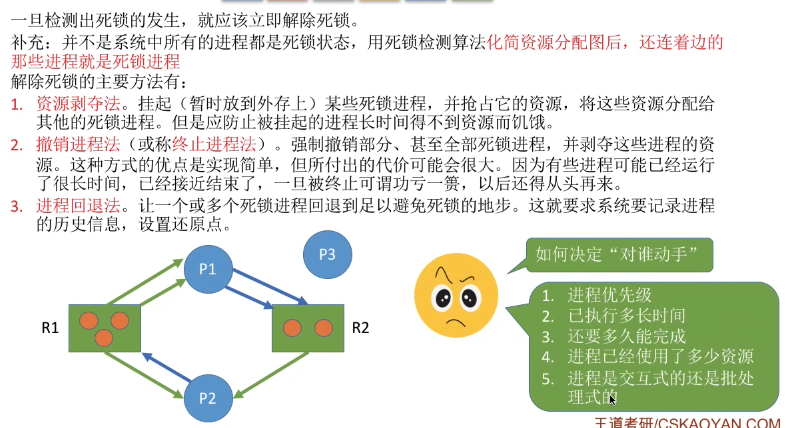 一旦检测出死锁的发生，就应该立即解除死锁。
补充：并不是系统中所有的进程都是死锁状态，用死锁检测算法化简资源分配图后，还连着边的
那些进程就是死锁进程
解除死锁的主要方法有：
1. 资源剥夺法。挂起（暂时放到外存上）某些死锁进程，并抢占它的资源，将这些资源分配给
其他的死锁进程。但是应防止被挂起的进程长时间得不到资源而饥饿。
2. 撤销进程法（或称终止进程法）。强制撤销部分、甚至全部死锁进程，并剥夺这些进程的资
源。这种方式的优点是实现简单，但所付出的代价可能会很大。因为有些进程可能已经运行
了很长时间，已经接近结束了，一旦被终止可谓功亏一篑，以后还得从头再来。
3. 进程回退法。让一个或多个死锁进程回退到足以避免死锁的地步。这就要求系统要记录进程
的历史信息，设置还原点。
P1
P3
R1
R2
P2
如何决定“对谁动手”
1. 进程优先级
2. 已执行多长时间
3. 还要多久能完成
4. 进程已经使用了多少资源
5. 进程是交互式的还是批处
理式的
王道考研/CSKAOYAN.COM